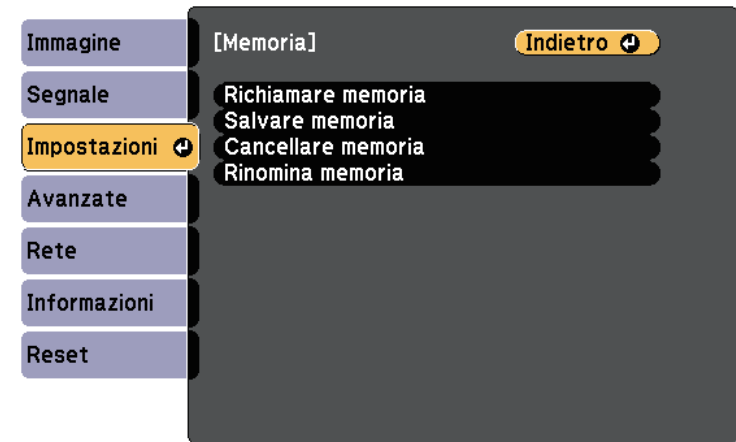 Immagine
Segnale
Impostazioni
Avanzate
Rete
Informazioni
Reset
[Memoria]
Indietro
Richiamare memoria
Salvare memoria
Cancellare memoria
Rinomina memoria